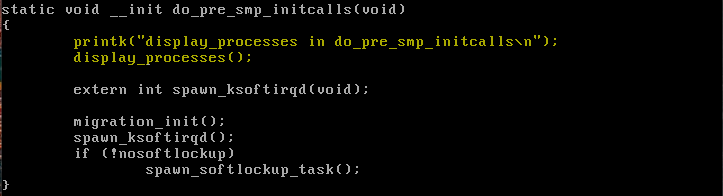 static void __init do_pre_smp_initcalls(void)
{
        printk("display_processes in do_pre_smp_initcalls\n");
        display_processes();

        extern int spawn_ksoftirqd(void);

        migration_init();
        spawn_ksoftirqd();
        if (!nosoftlockup)
                spawn_softlockup_task();
}